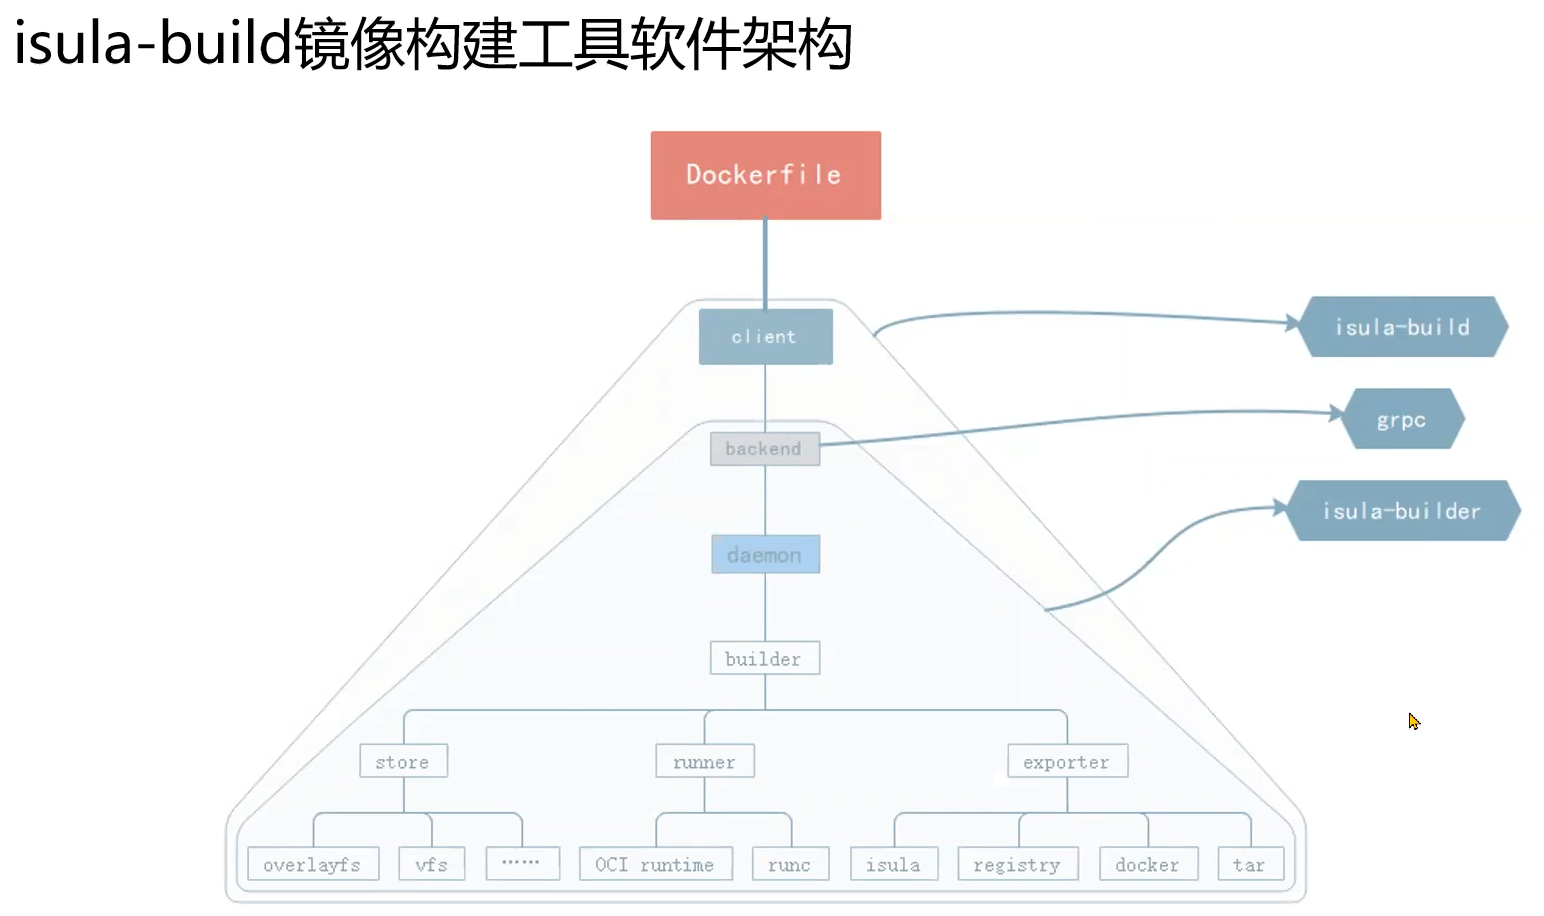 isula-build镜像构建工具软件架构
Dockerfile
client
isula-build
grpc
backend
isula-builder
daemon
builder
store
runner
exporter
overlayfs
vfs
……
OCI runtime
runc
isula
registry
docker
tar